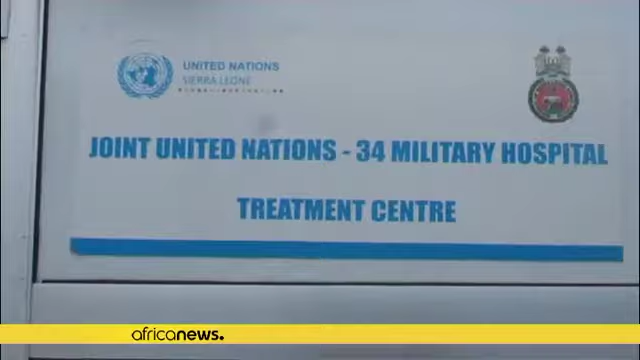 UNITED NATIONS
SIERRA LEONE
JOINT UNITED NATIONS - 34 MILITARY HOSPITAL
TREATMENT CENTRE
africanews.